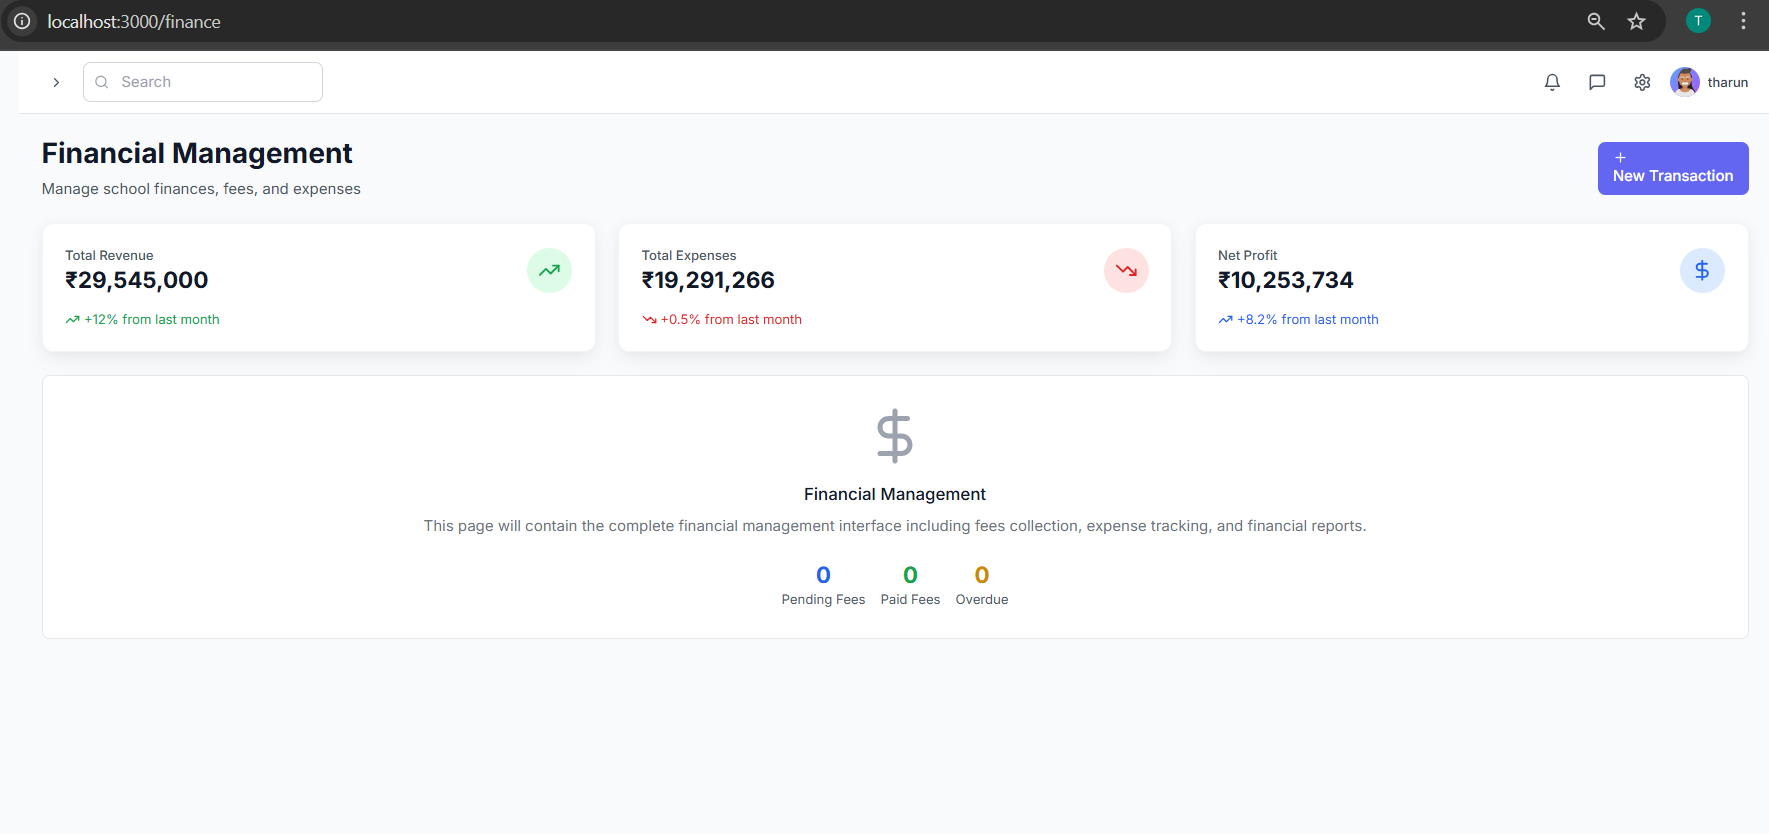 localhost:3000/finance
T
Search
tharun
Financial Management
Manage school finances, fees, and expenses
+
New Transaction
Total Revenue
₹29,545,000
+12% from last month
Total Expenses
₹19,291,266
+0.5% from last month
Net Profit
₹10,253,734
$
+8.2% from last month
$
Financial Management
This page will contain the complete financial management interface including fees collection, expense tracking, and financial reports.
0 0 0
Pending Fees Paid Fees Overdue